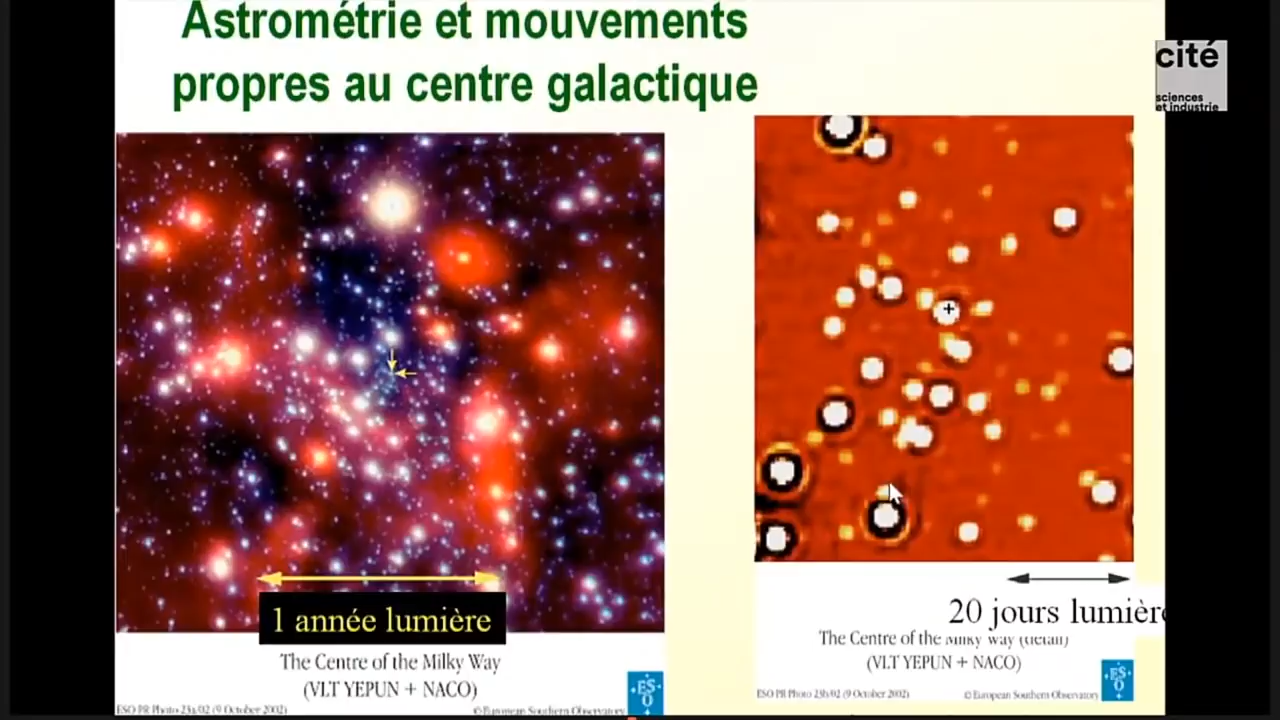 Astrométrie et mouvements
propres au centre galactique
cité
sciences
et industrie
1 année lumière
The Centre of the Milky Way
(VLT YEPUN + NACO)
ESO PR Photo 23a/02 (9 October 2002)
© European Southern Observatory
ESO
20 jours lumière
The Centre of the Milky Way (detail)
(VLT YEPUN + NACO)
ESO PR Photo 23b/02 (9 October 2002)
© European Southern Observatory
ESO